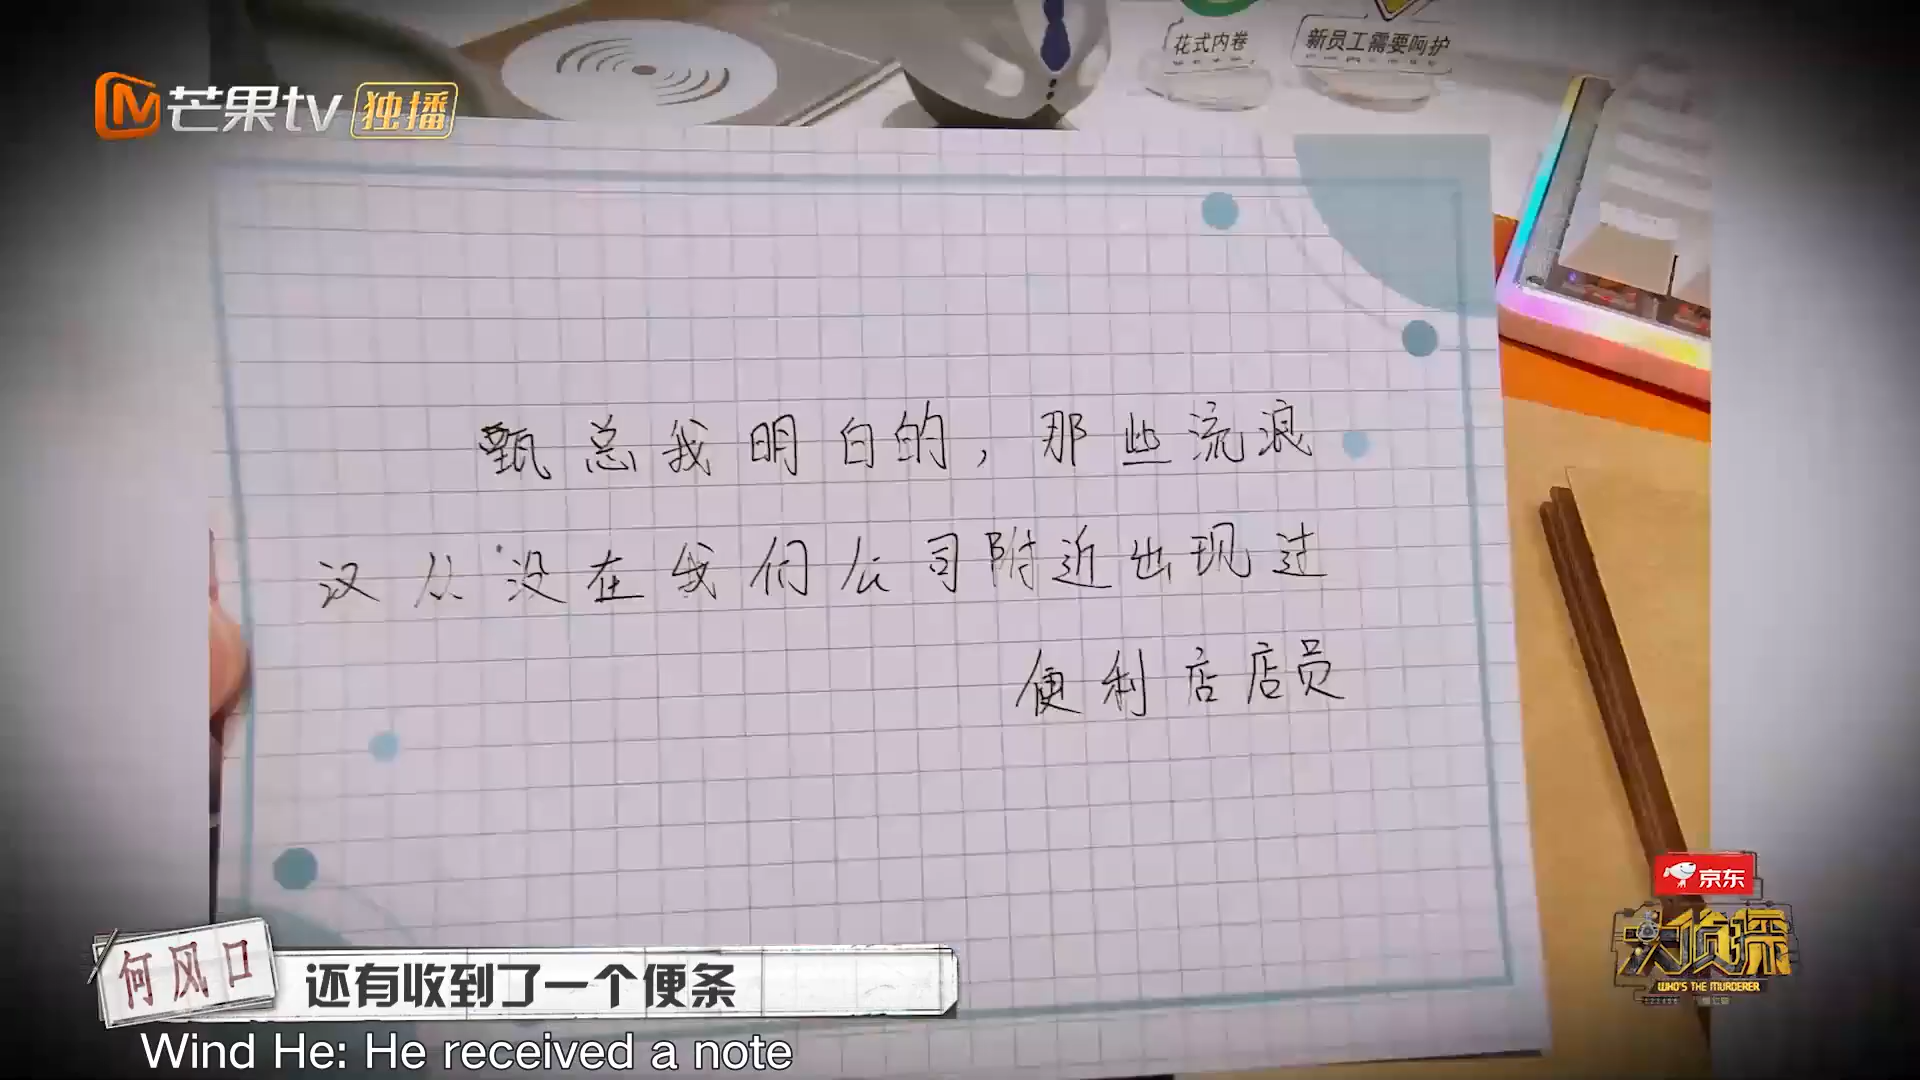 花式内卷
新员工需要呵护
芒果tv 独播
甄总我明白的，那些流浪
汉从没在我们公司附近出现过
便利店店员
京东
大侦探
WHO'S THE MURDERER
何风口
还有收到了一个便条
Wind He: He received a note